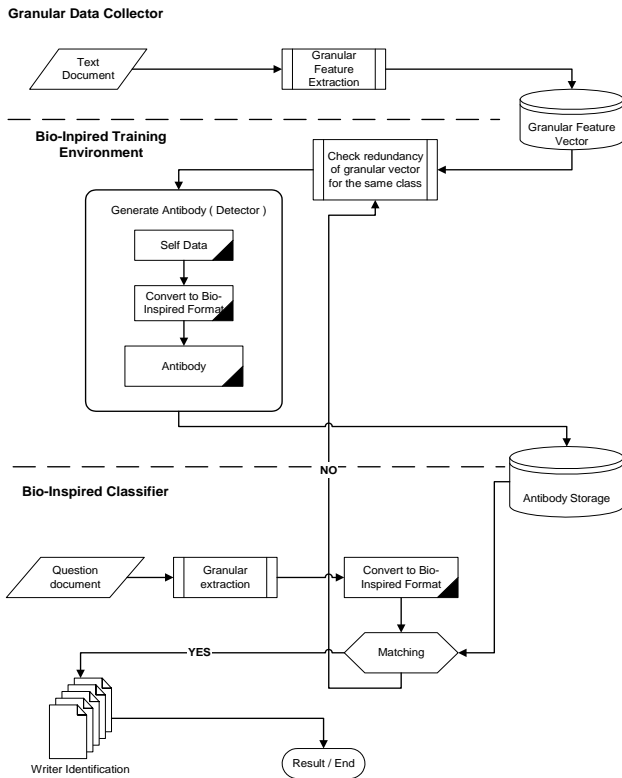 Granular Data Collector
Text
Document
Granular
Feature
Extraction
Granular Feature
Vector
Bio-Inpired Training
Environment
Check redundancy
of granular vector
for the same class
Generate Antibody ( Detector )
Self Data
Convert to Bio-
Inspired Format
Antibody
NO
Antibody Storage
Bio-Inspired Classifier
Question
document
Granular
extraction
Convert to Bio-
Inspired Format
YES
Matching
Writer Identification
Result / End